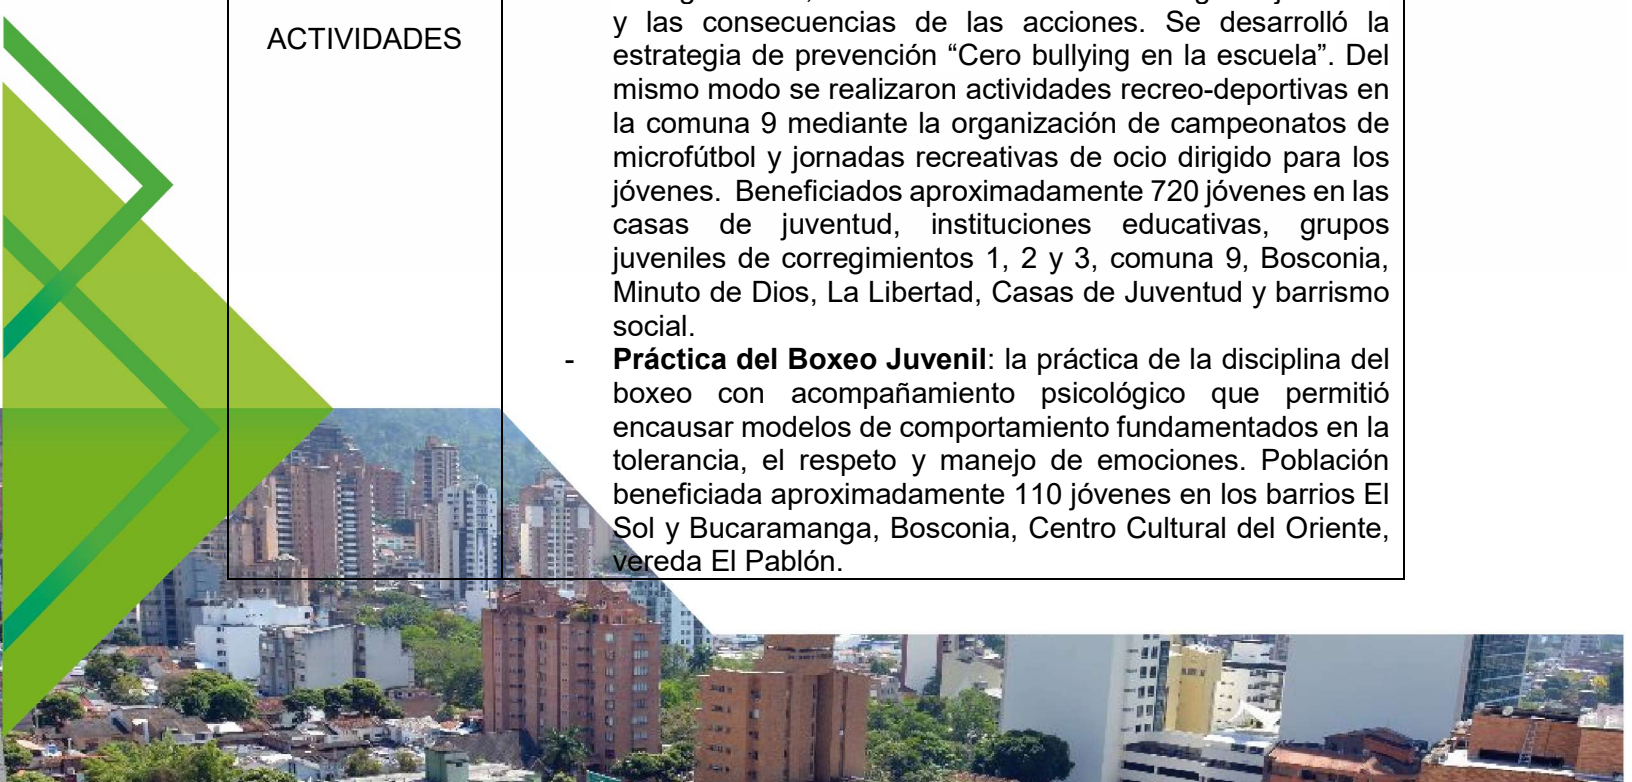 y las consecuencias de las acciones. Se desarrolló la
ACTIVIDADES
estrategia de prevención “Cero bullying en la escuela”. Del
mismo modo se realizaron actividades recreo-deportivas en
la comuna 9 mediante la organización de campeonatos de
microfútbol y jornadas recreativas de ocio dirigido para los
jóvenes. Beneficiados aproximadamente 720 jóvenes en las
casas de juventud, instituciones educativas, grupos
juveniles de corregimientos 1, 2 y 3, comuna 9, Bosconia,
Minuto de Dios, La Libertad, Casas de Juventud y barrismo
social.
- Práctica del Boxeo Juvenil: la práctica de la disciplina del
boxeo con acompañamiento psicológico que permitió
encausar modelos de comportamiento fundamentados en la
tolerancia, el respeto y manejo de emociones. Población
beneficiada aproximadamente 110 jóvenes en los barrios El
Sol y Bucaramanga, Bosconia, Centro Cultural del Oriente,
vereda El Pablón.